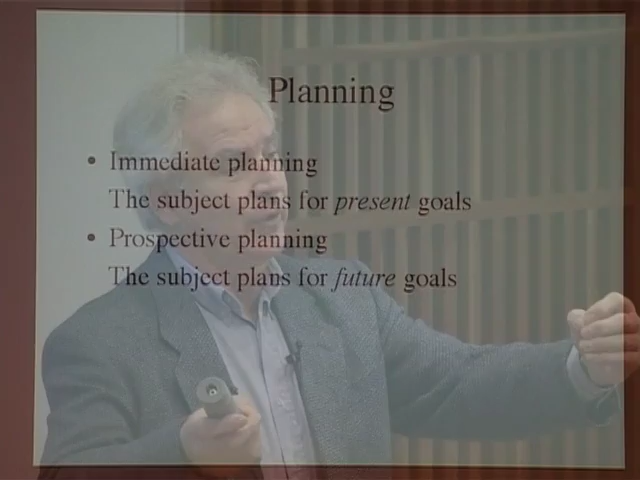 Planning
• Immediate planning
The subject plans for present goals
• Prospective planning
The subject plans for future goals